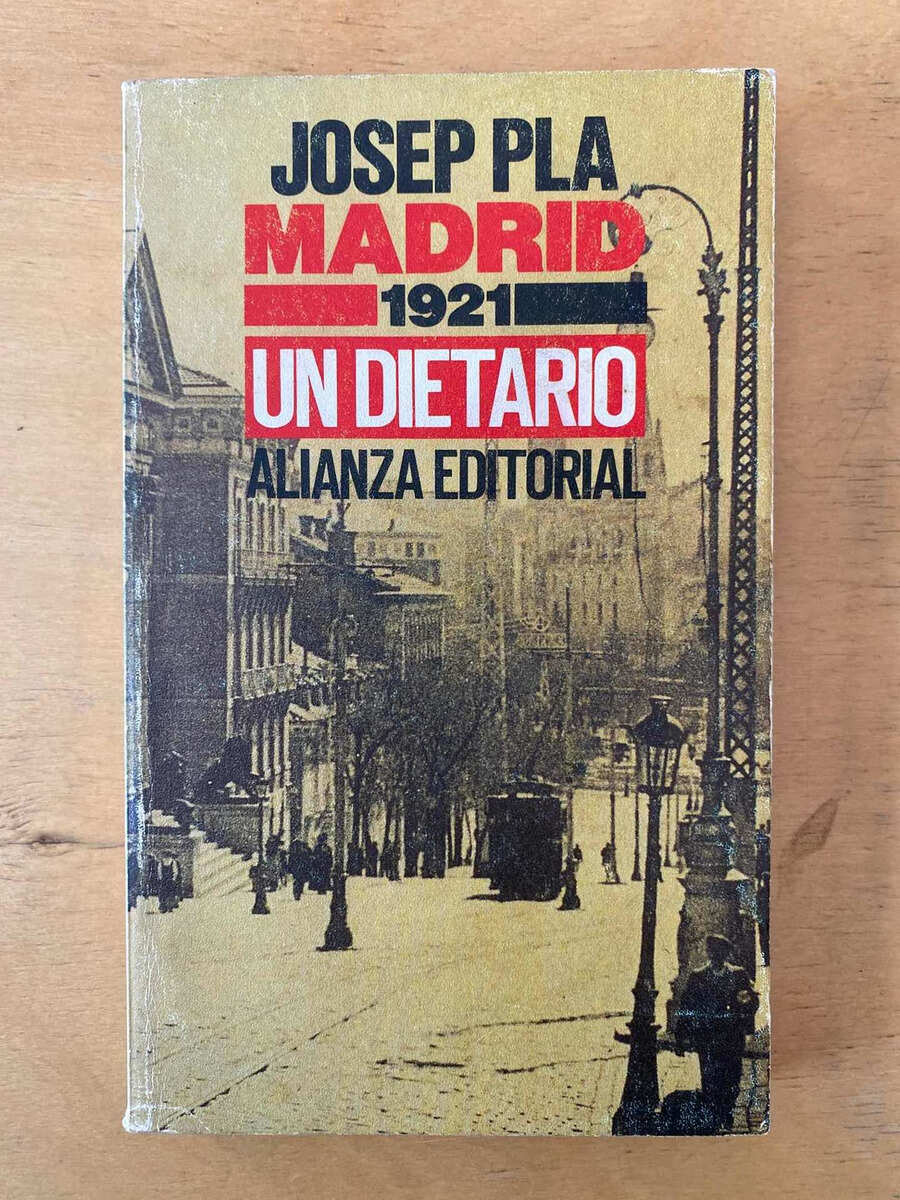 JOSEP PLA
MADRID
1921
UN DIETARIO
ALIANZA EDITORIAL